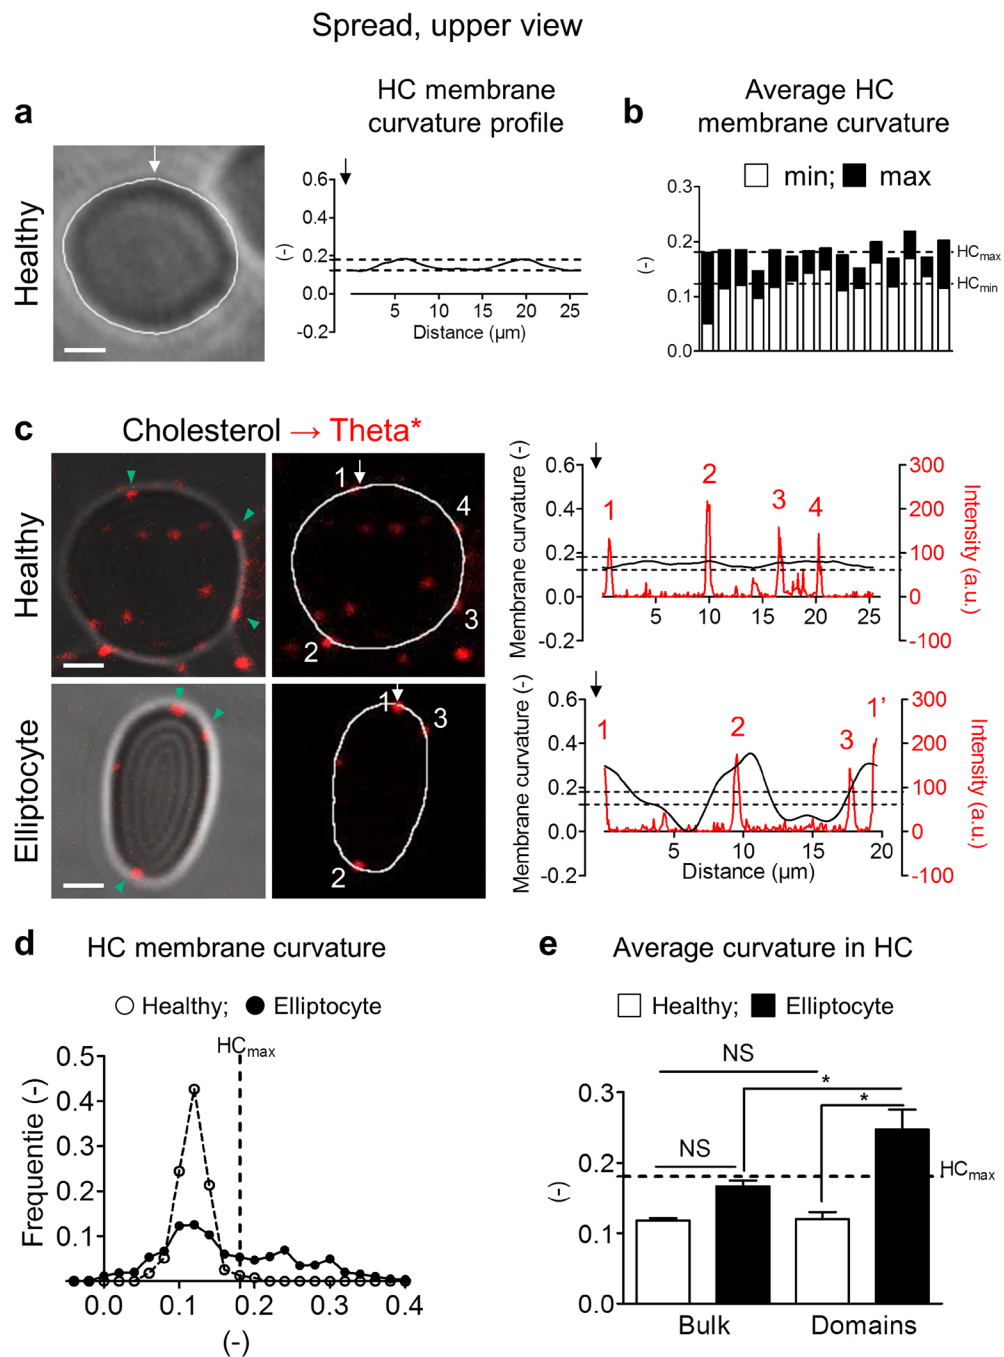 Spread, upper view
a
HC membrane
curvature profile
Healthy
(-)
0.6
0.4
0.2
0.0
-0.2
0
5
10
15
20
25
Distance (µm)
b
Average HC
membrane curvature
min; max
(-)
0.3
0.2
0.1
0.0
HCmax
HCmin
c
Cholesterol → Theta*
Healthy
1
4
3
2
Membrane curvature (-)
0.6
0.4
0.2
0.0
-0.2
1
2
3
4
5
10
15
20
25
300
200
100
0
-100
Intensity (a.u.)
Elliptocyte
1
3
2
Membrane curvature (-)
0.6
0.4
0.2
0.0
-0.2
1
2
3
1’
5
10
15
20
Distance (µm)
300
200
100
0
-100
Intensity (a.u.)
d
HC membrane curvature
Healthy; Elliptocyte
HCmax
Frequentie (-)
0.5
0.4
0.3
0.2
0.1
0.0
0.1
0.2
0.3
0.4
(-)
e
Average curvature in HC
Healthy; Elliptocyte
NS
*
*
NS
HCmax
(-)
0.3
0.2
0.1
0.0
Bulk
Domains